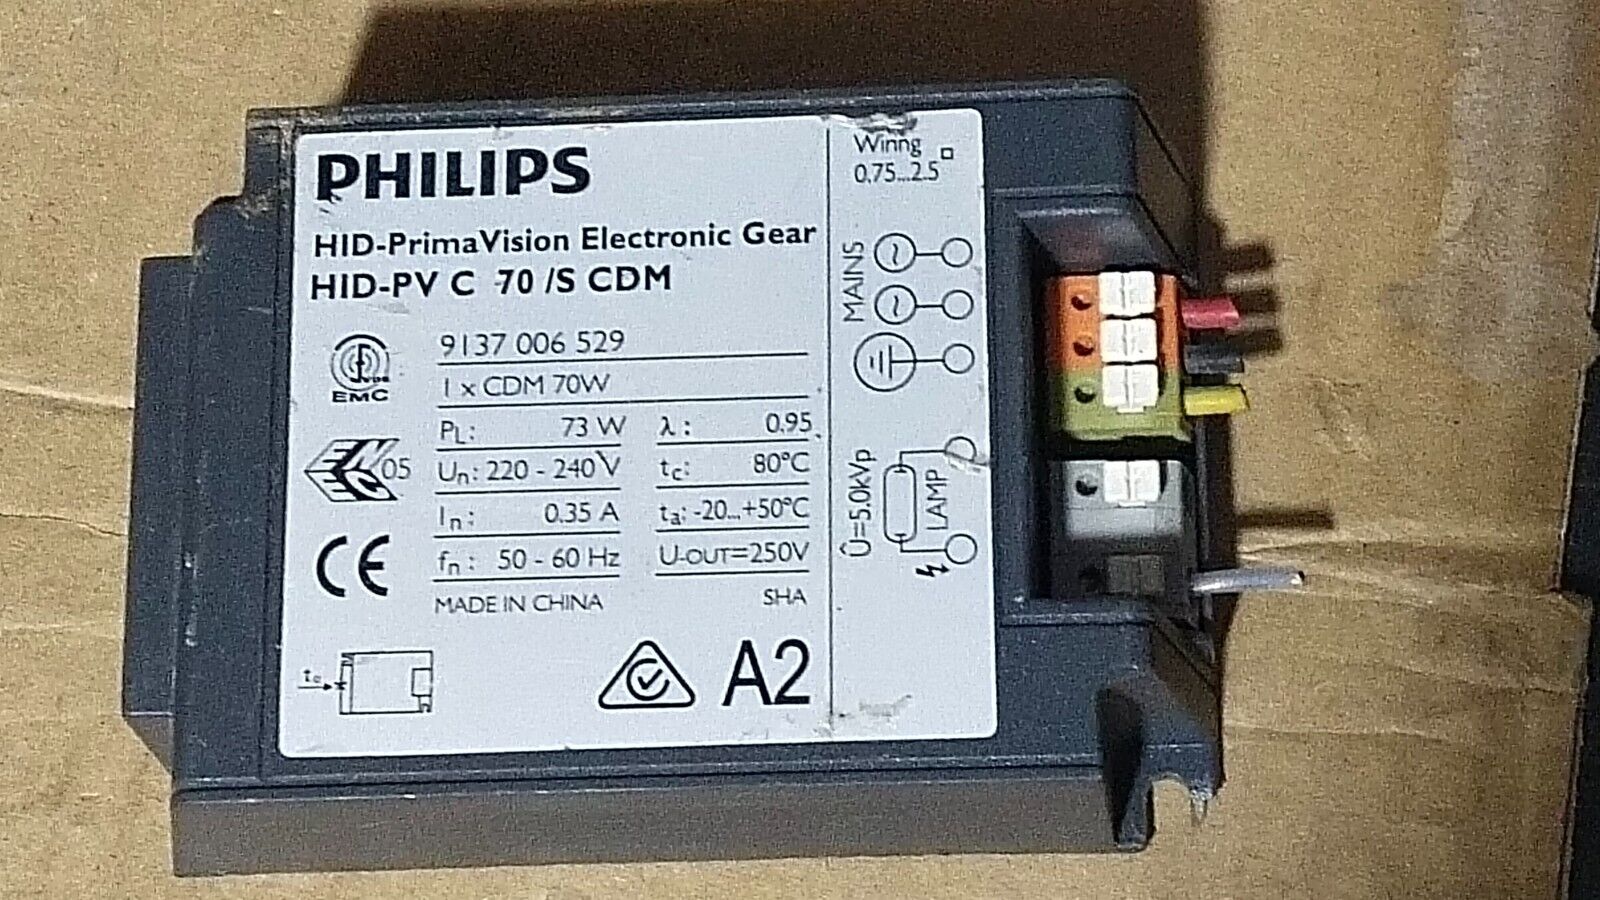 PHILIPS
HID-PrimaVision Electronic Gear
HID-PV C 70 /S CDM
9137 006 529
1 x CDM 70W
PL: 73 W λ: 0.95
Un: 220 - 240 V tc: 80°C
In: 0.35 A ta: -20...+50°C
fn: 50 - 60 Hz U-OUT=250V
MADE IN CHINA SHA
EMC
05
CE
tc
A2
Wiring
0.75...2.5
MAINS
Û=5.0kVp
LAMP